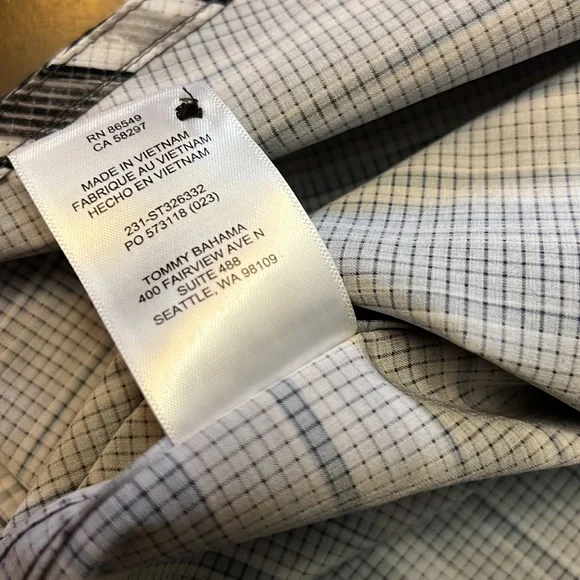 RN 86549
CA 58297
MADE IN VIETNAM
FABRIQUE AU VIETNAM
HECHO EN VIETNAM
231-ST326332
PO 573118 (023)
TOMMY BAHAMA
400 FAIRVIEW AVE N
SUITE 488
SEATTLE, WA 98109